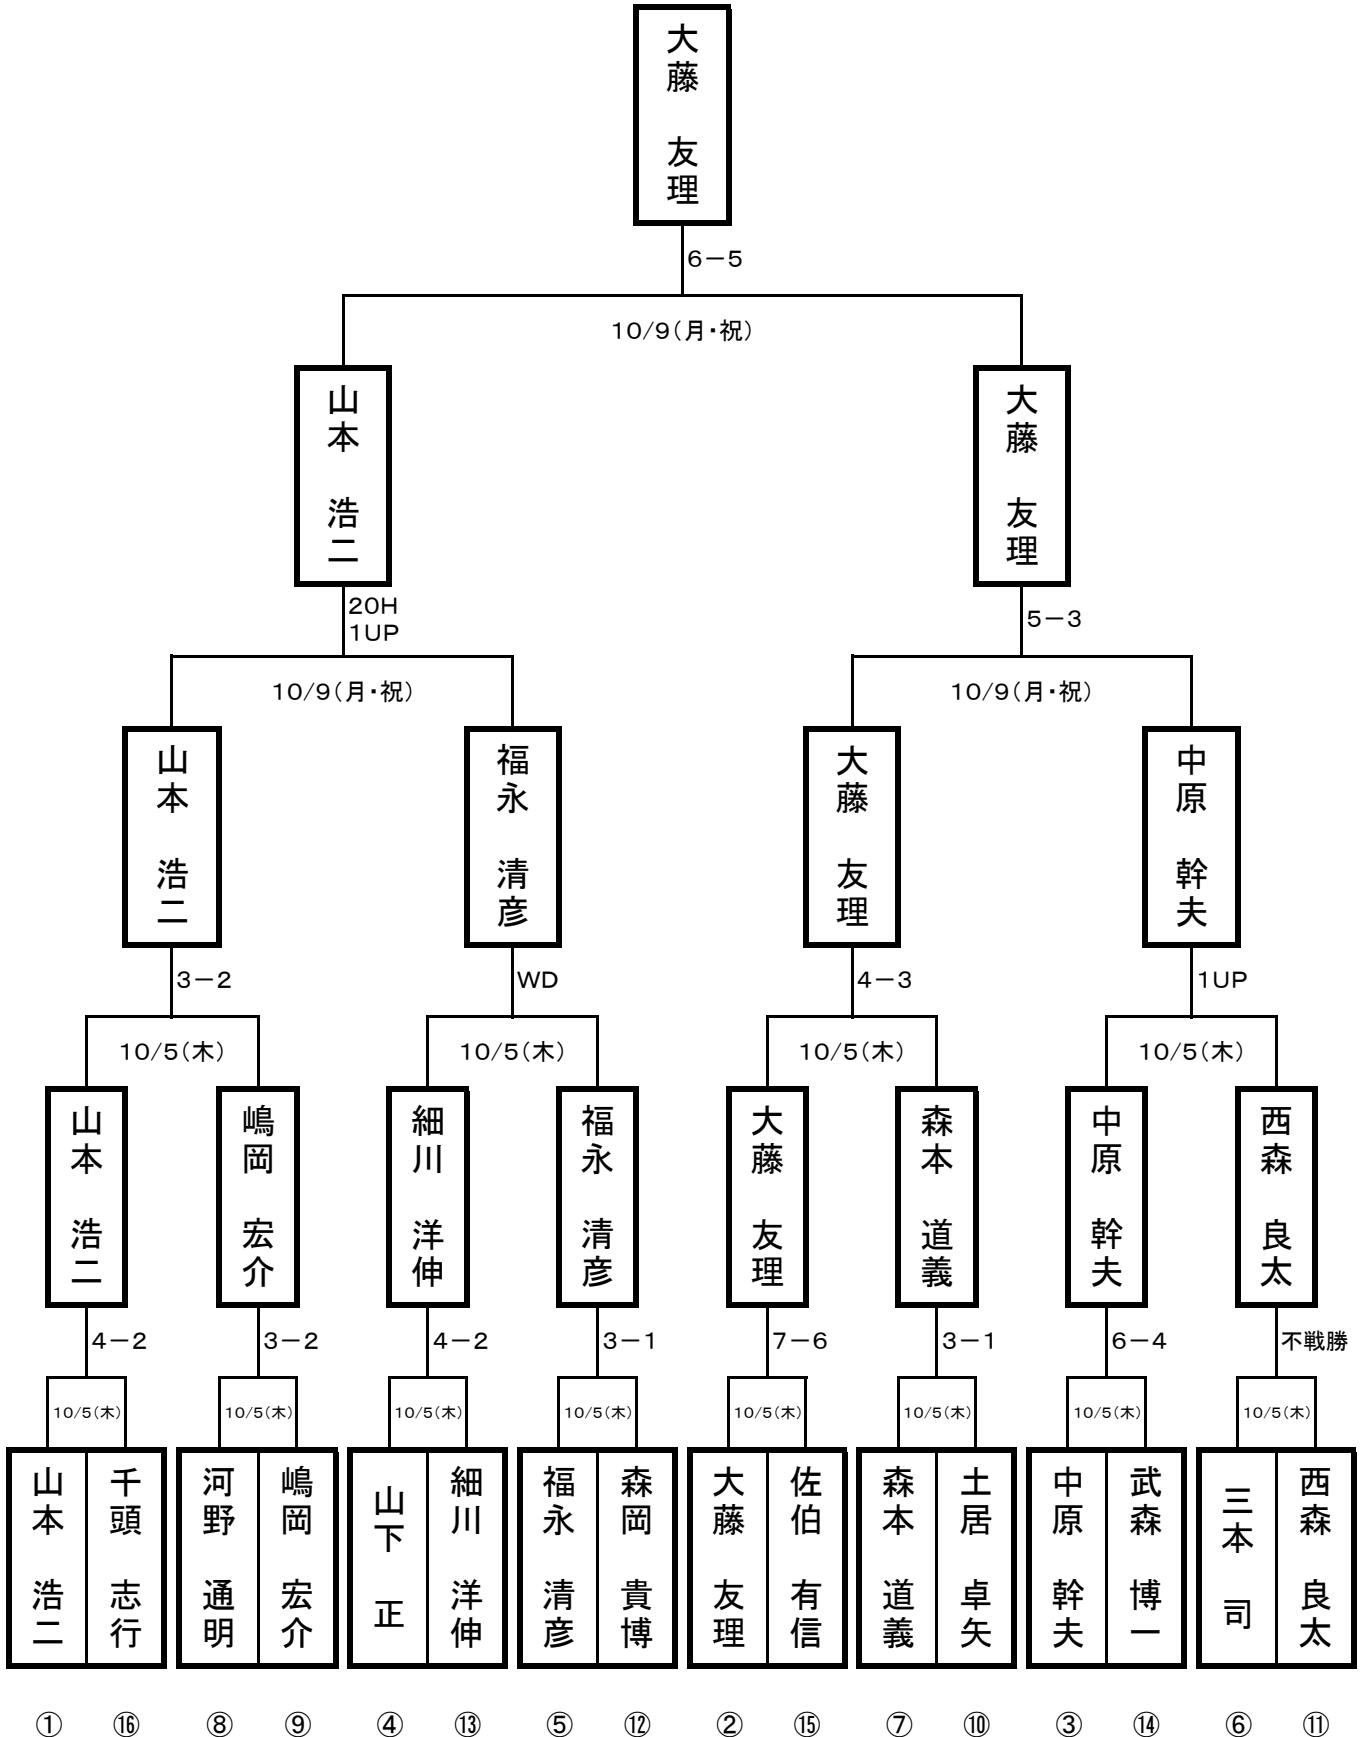 大藤 友理
6－5
10/9（月・祝）
山本 浩二
大藤 友理
20H
1UP
5－3
10/9（月・祝）
10/9（月・祝）
山本 浩二
福永 清彦
大藤 友理
中原 幹夫
3－2
WD
4－3
1UP
10/5（木）
10/5（木）
10/5（木）
10/5（木）
山本 浩二
嶋岡 宏介
細川 洋伸
福永 清彦
大藤 友理
森本 道義
中原 幹夫
西森 良太
4－2
3－2
4－2
3－1
7－6
3－1
6－4
不戦勝
10/5（木）
10/5（木）
10/5（木）
10/5（木）
10/5（木）
10/5（木）
10/5（木）
10/5（木）
山本 浩二
千頭 志行
河野 通明
嶋岡 宏介
山下 正
細川 洋伸
福永 清彦
森岡 貴博
大藤 友理
佐伯 有信
森本 道義
土居 卓矢
中原 幹夫
武森 博一
三本 司
西森 良太
① ⑯ ⑧ ⑨ ④ ⑬ ⑤ ⑫ ② ⑮ ⑦ ⑩ ③ ⑭ ⑥ ⑪